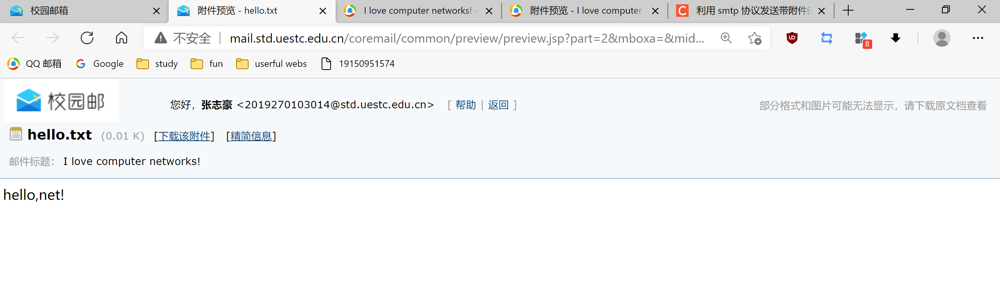 校园邮箱
附件预览 - hello.txt
I love computer networks! -
附件预览 - I love computer
利用 smtp 协议发送带附件的
不安全
mail.std.uestc.edu.cn/coremail/common/preview/preview.jsp?part=2&mboxa=&mid...
8
QQ 邮箱
Google
study
fun
userful webs
19150951574
校园邮
您好，张志豪 <2019270103014@std.uestc.edu.cn> [ 帮助 | 返回 ]
部分格式和图片可能无法显示，请下载原文档查看
hello.txt (0.01 K) [下载该附件] [精简信息]
邮件标题： I love computer networks!
hello,net!